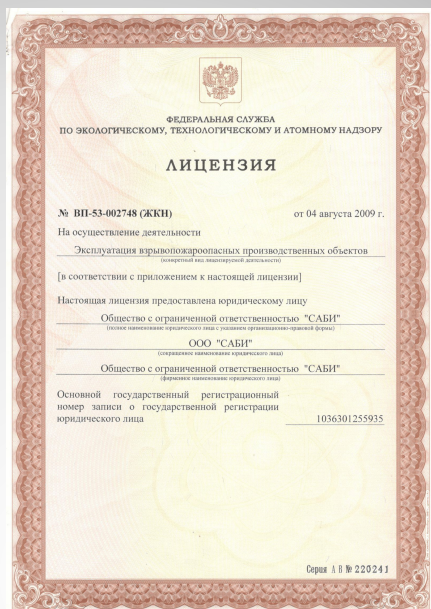 ФЕДЕРАЛЬНАЯ СЛУЖБА
ПО ЭКОЛОГИЧЕСКОМУ, ТЕХНОЛОГИЧЕСКОМУ И АТОМНОМУ НАДЗОРУ
ЛИЦЕНЗИЯ
№ ВП-53-002748 (ЖКН) от 04 августа 2009 г.
На осуществление деятельности
Эксплуатация взрывопожароопасных производственных объектов
(конкретный вид лицензируемой деятельности)
[в соответствии с приложением к настоящей лицензии]
Настоящая лицензия предоставлена юридическому лицу
Общество с ограниченной ответственностью "САБИ"
(полное наименование юридического лица с указанием организационно-правовой формы)
ООО "САБИ"
(сокращенное наименование юридического лица)
Общество с ограниченной ответственностью "САБИ"
(фирменное наименование юридического лица)
Основной государственный регистрационный
номер записи о государственной регистрации
юридического лица 1036301255935
Серия А В № 220241